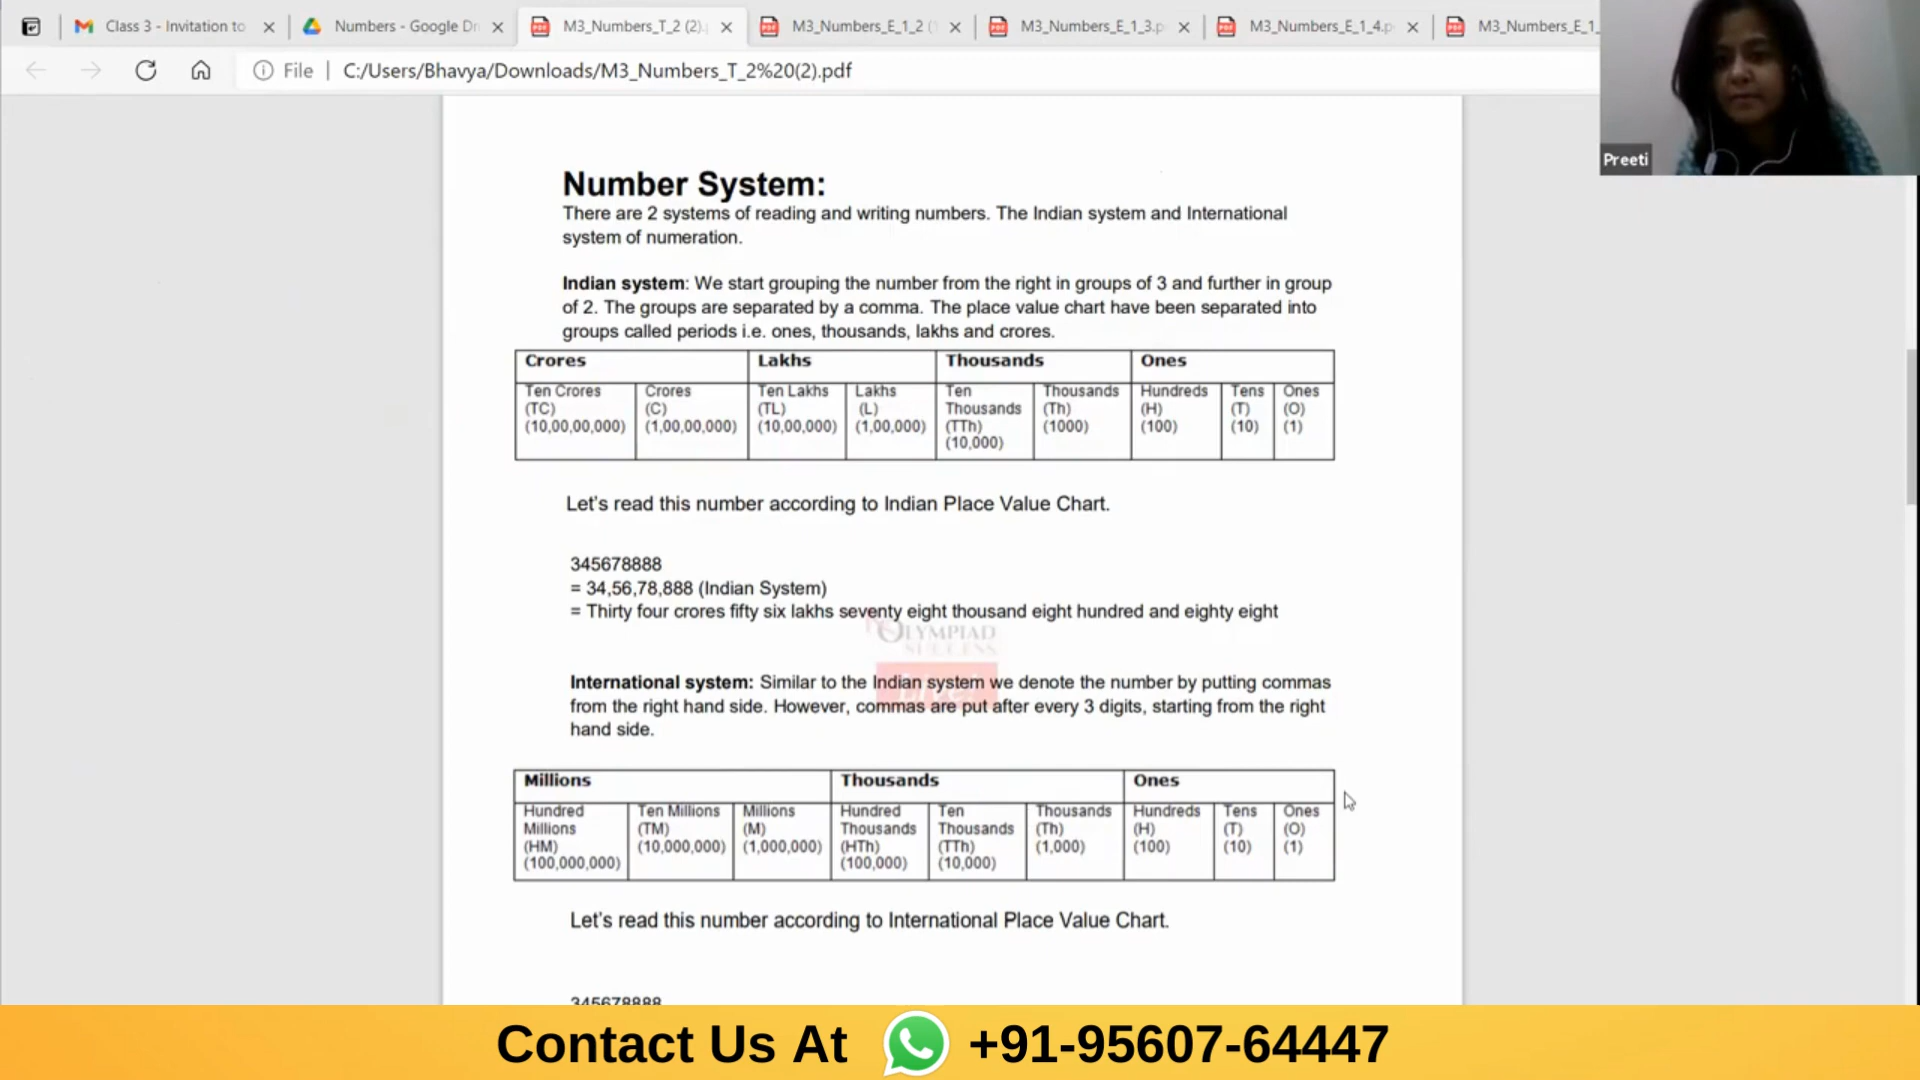 Class 3 - Invitation to
Numbers - Google Dr
M3_Numbers_T_2 (2).
M3_Numbers_E_1_2 (
M3_Numbers_E_1_3.p
M3_Numbers_E_1_4.p
M3_Numbers_E_1_
File
C:/Users/Bhavya/Downloads/M3_Numbers_T_2%20(2).pdf
Preeti
Number System:
There are 2 systems of reading and writing numbers. The Indian system and International
system of numeration.
Indian system: We start grouping the number from the right in groups of 3 and further in group
of 2. The groups are separated by a comma. The place value chart have been separated into
groups called periods i.e. ones, thousands, lakhs and crores.
Crores Lakhs Thousands Ones
Ten Crores Crores Ten Lakhs Lakhs Ten Thousands Hundreds Tens Ones
(TC) (C) (TL) (L) Thousands (Th) (H) (T) (O)
(10,00,00,000) (1,00,00,000) (10,00,000) (1,00,000) (TTh) (1000) (100) (10) (1)
(10,000)
Let's read this number according to Indian Place Value Chart.
345678888
= 34,56,78,888 (Indian System)
= Thirty four crores fifty six lakhs seventy eight thousand eight hundred and eighty eight
OLYMPIAD
SUCCESS
Live!
International system: Similar to the Indian system we denote the number by putting commas
from the right hand side. However, commas are put after every 3 digits, starting from the right
hand side.
Millions Thousands Ones
Hundred Ten Millions Millions Hundred Ten Thousands Hundreds Tens Ones
Millions (TM) (M) Thousands Thousands (Th) (H) (T) (O)
(HM) (10,000,000) (1,000,000) (HTh) (TTh) (1,000) (100) (10) (1)
(100,000,000) (100,000) (10,000)
Let's read this number according to International Place Value Chart.
345678888
Contact Us At +91-95607-64447